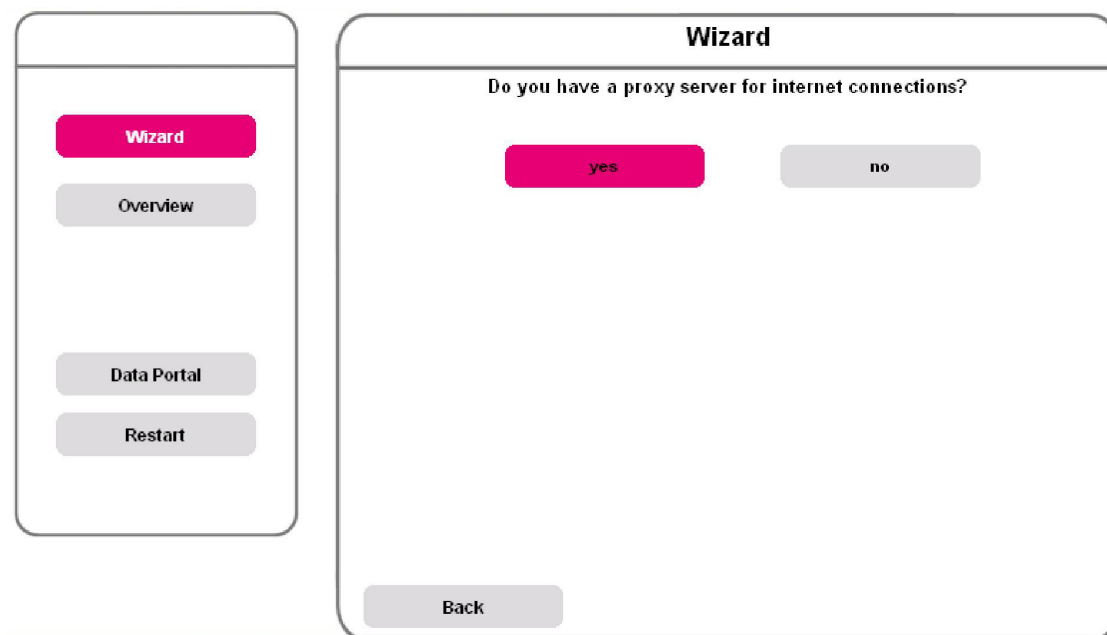 Wizard
Overview
Data Portal
Restart
Wizard
Do you have a proxy server for internet connections?
yes no
Back